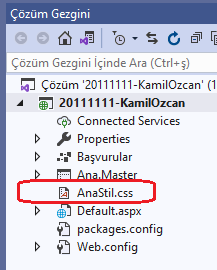 Çözüm Gezgini
Çözüm Gezgini İçinde Ara (Ctrl+ş)
Çözüm '20111111-KamilOzcan' (1
20111111-KamilOzcan
Connected Services
Properties
Başvurular
Ana.Master
AnaStil.css
Default.aspx
packages.config
Web.config